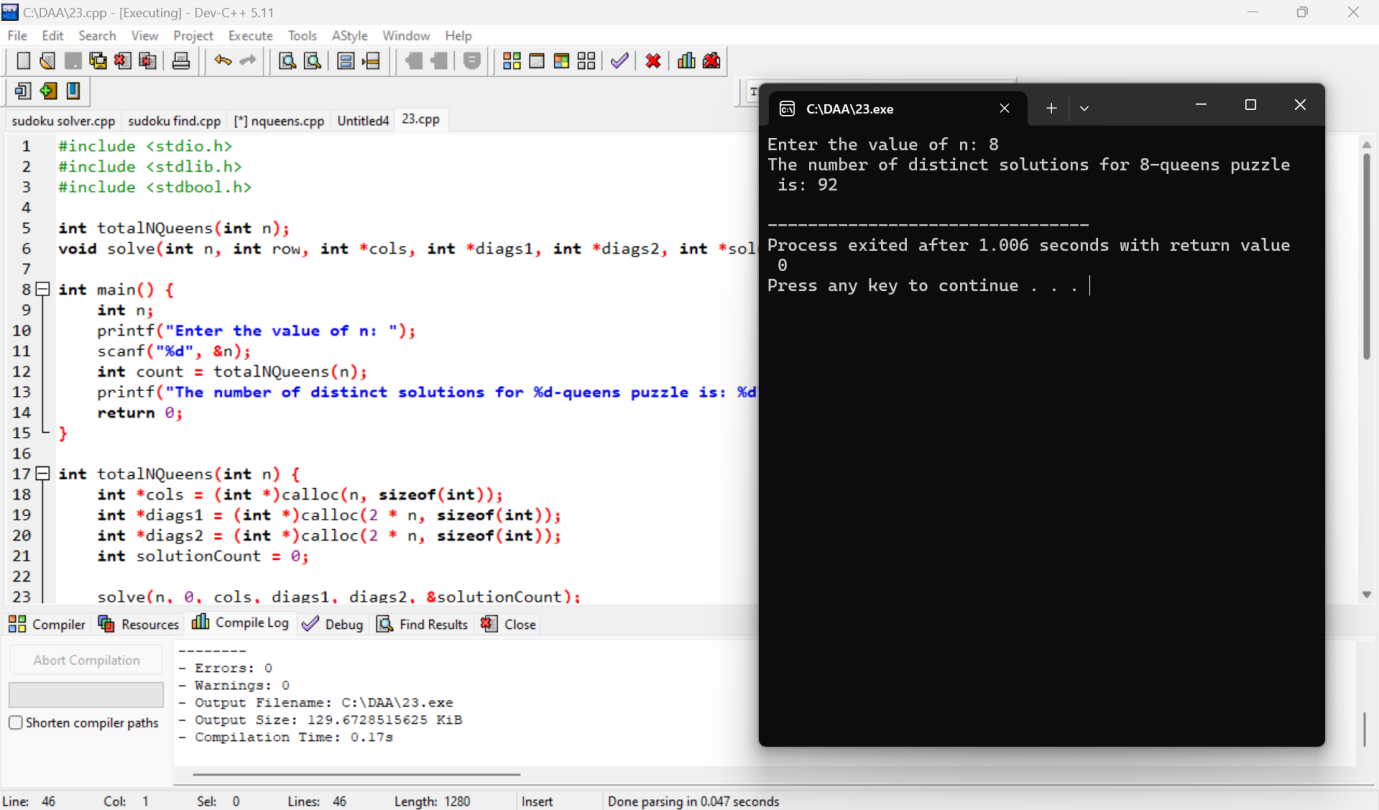 C:\DAA\23.cpp - [Executing] - Dev-C++ 5.11
File Edit Search View Project Execute Tools AStyle Window Help
sudoku solver.cpp sudoku find.cpp [*] nqueens.cpp Untitled4 23.cpp
1 #include <stdio.h>
2 #include <stdlib.h>
3 #include <stdbool.h>
4
5 int totalNQueens(int n);
6 void solve(int n, int row, int *cols, int *diags1, int *diags2, int *sol
7
8 int main() {
9 int n;
10 printf("Enter the value of n: ");
11 scanf("%d", &n);
12 int count = totalNQueens(n);
13 printf("The number of distinct solutions for %d-queens puzzle is: %d
14 return 0;
15 }
16
17 int totalNQueens(int n) {
18 int *cols = (int *)calloc(n, sizeof(int));
19 int *diags1 = (int *)calloc(2 * n, sizeof(int));
20 int *diags2 = (int *)calloc(2 * n, sizeof(int));
21 int solutionCount = 0;
22
23 solve(n, 0, cols, diags1, diags2, &solutionCount);
C:\DAA\23.exe
Enter the value of n: 8
The number of distinct solutions for 8-queens puzzle
is: 92
--------------------------------
Process exited after 1.006 seconds with return value
0
Press any key to continue . . .
Compiler Resources Compile Log Debug Find Results Close
Abort Compilation
Shorten compiler paths
--------
- Errors: 0
- Warnings: 0
- Output Filename: C:\DAA\23.exe
- Output Size: 129.6728515625 KiB
- Compilation Time: 0.17s
Line: 46 Col: 1 Sel: 0 Lines: 46 Length: 1280 Insert Done parsing in 0.047 seconds